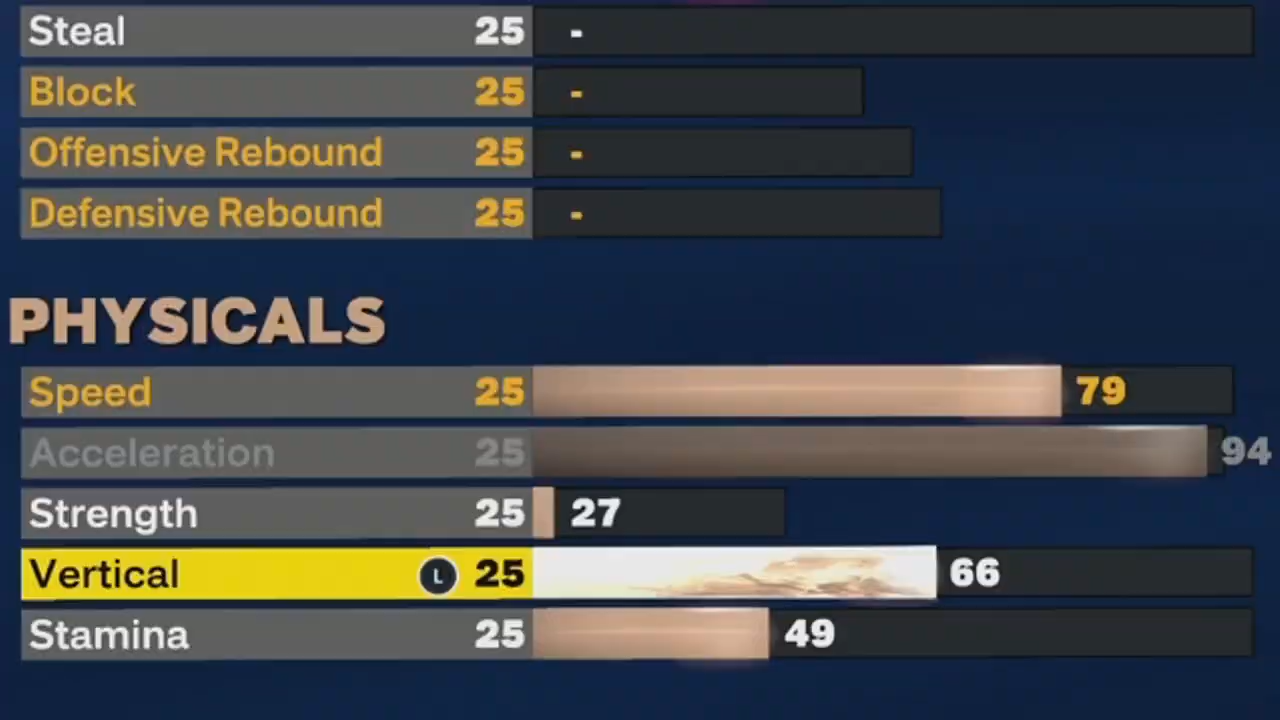 Steal 25 -
Block 25 -
Offensive Rebound 25 -
Defensive Rebound 25 -
PHYSICALS
Speed 25 79
Acceleration 25 94
Strength 25 27
Vertical L 25 66
Stamina 25 49